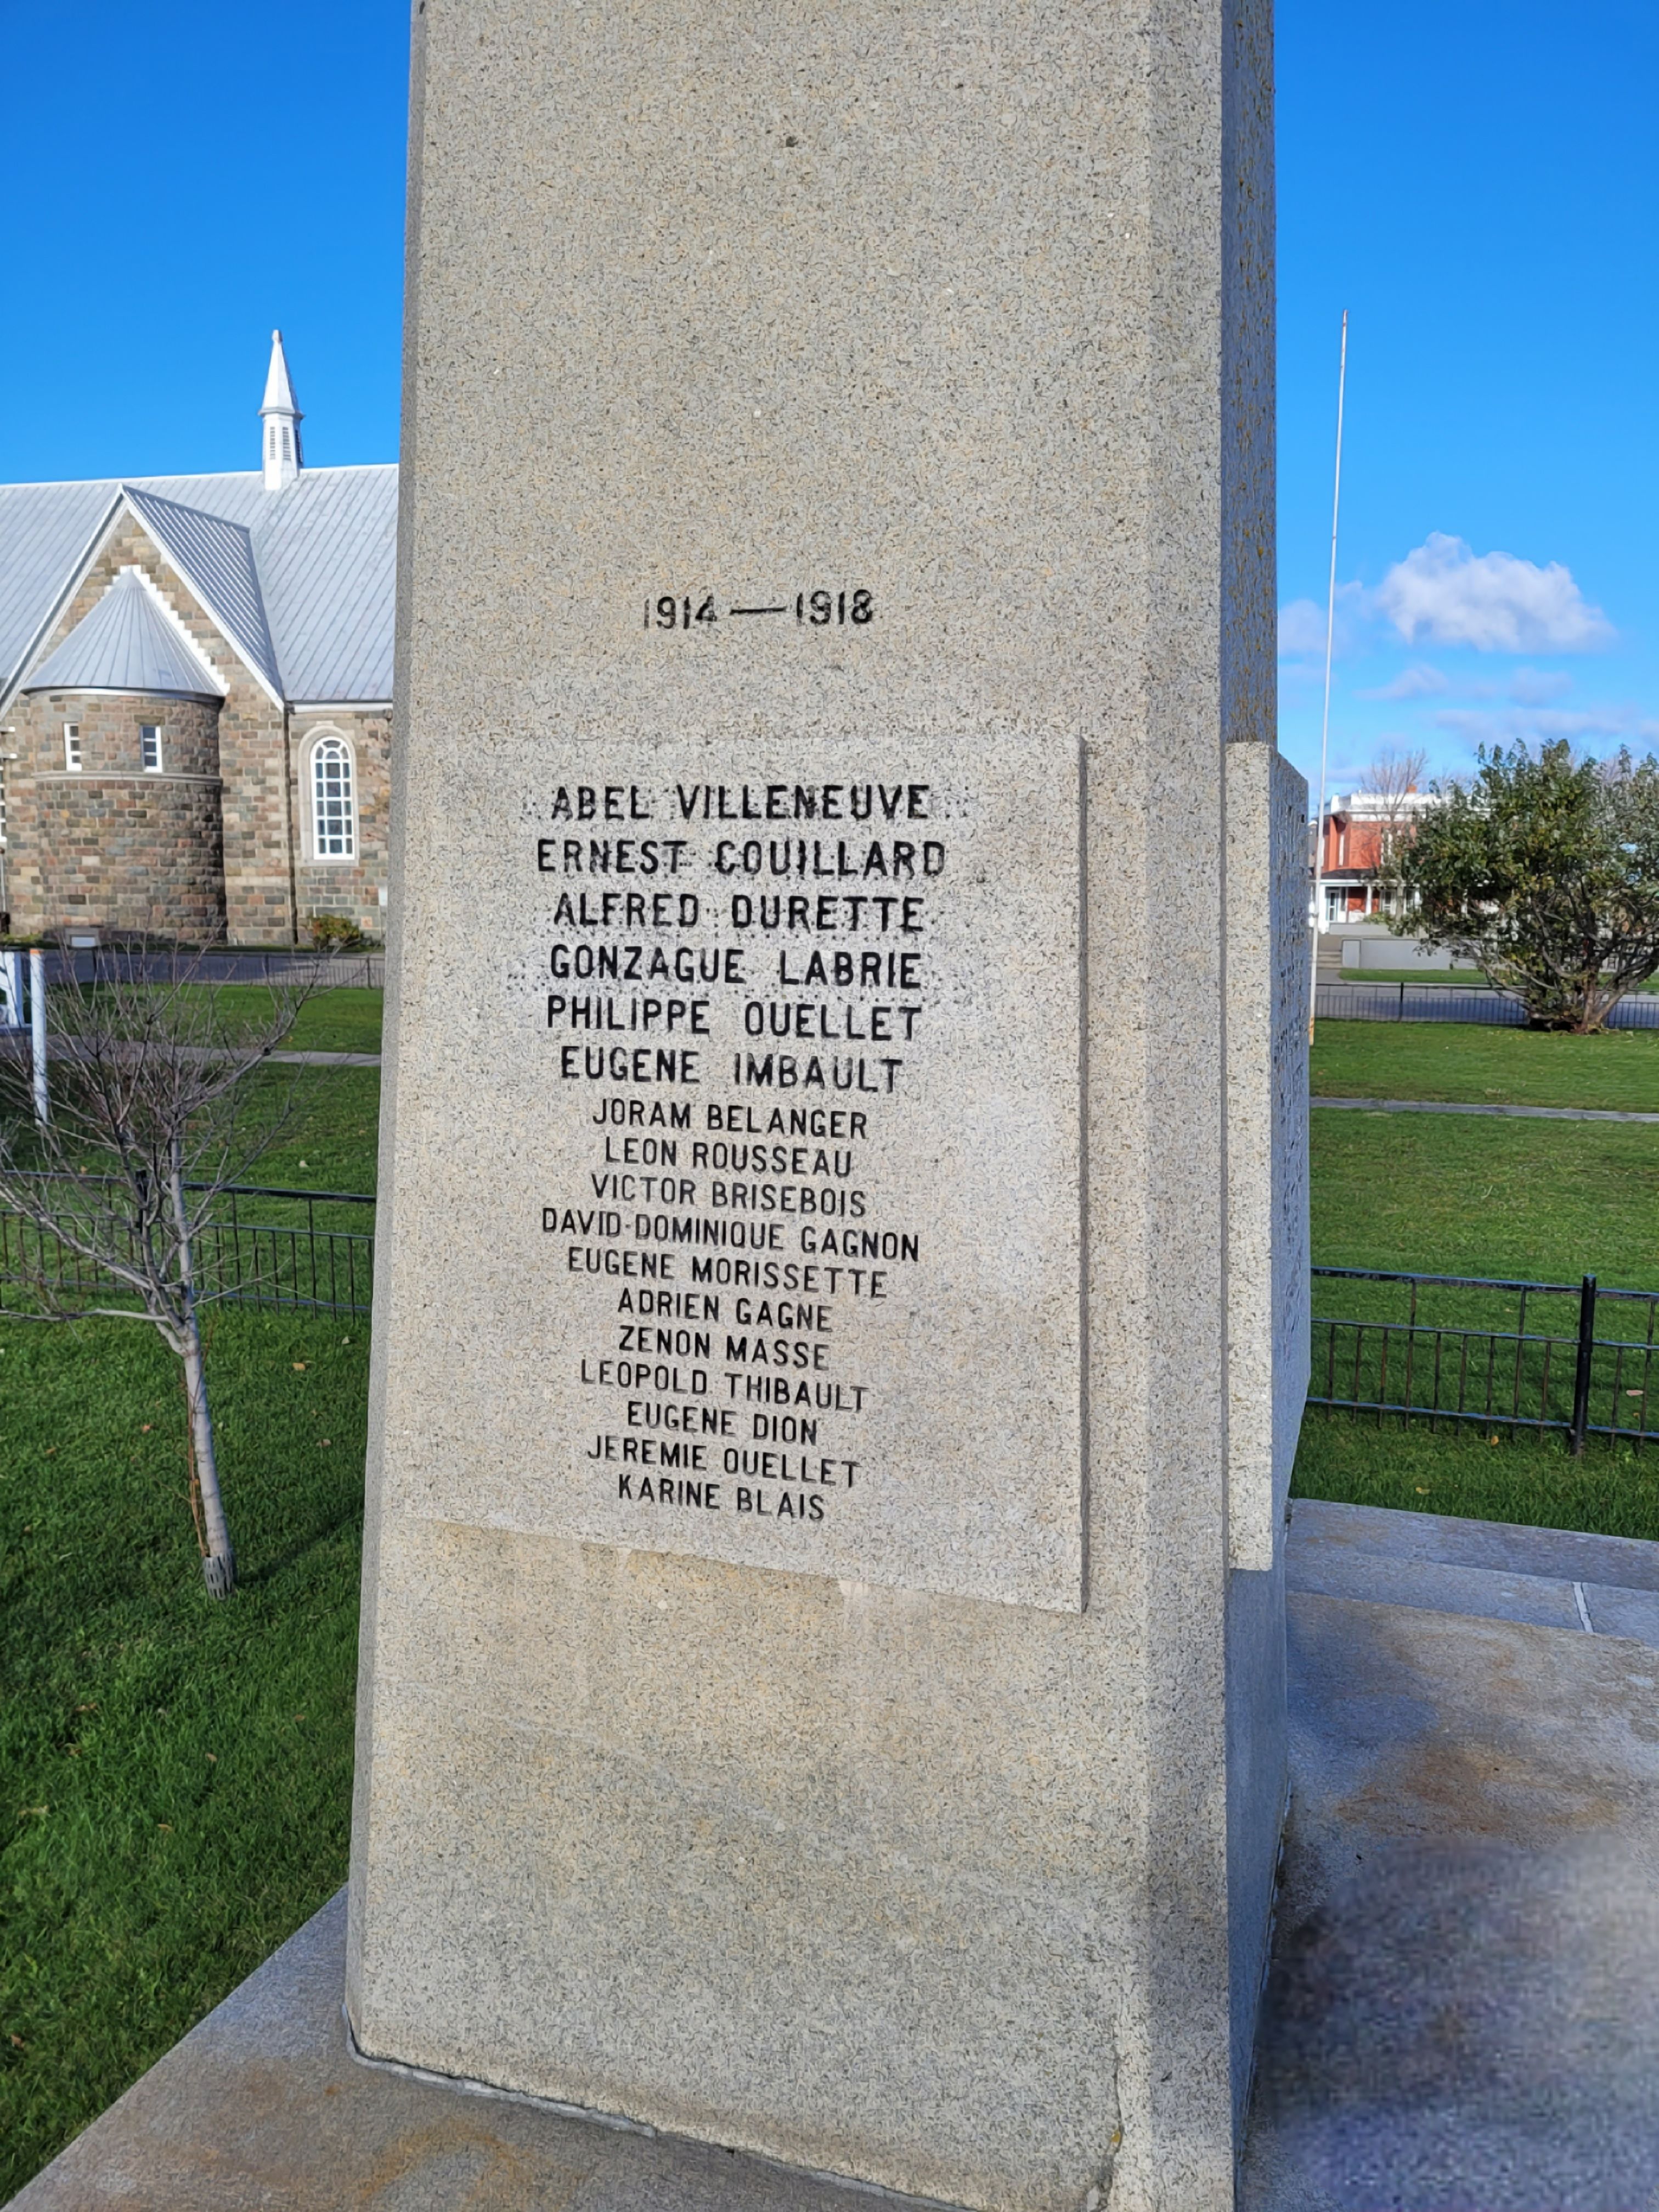 1914 — 1918
ABEL VILLENEUVE
ERNEST COUILLARD
ALFRED DURETTE
GONZAGUE LABRIE
PHILIPPE OUELLET
EUGENE IMBAULT
JORAM BELANGER
LEON ROUSSEAU
VICTOR BRISEBOIS
DAVID-DOMINIQUE GAGNON
EUGENE MORISSETTE
ADRIEN GAGNE
ZENON MASSE
LEOPOLD THIBAULT
EUGENE DION
JEREMIE OUELLET
KARINE BLAIS